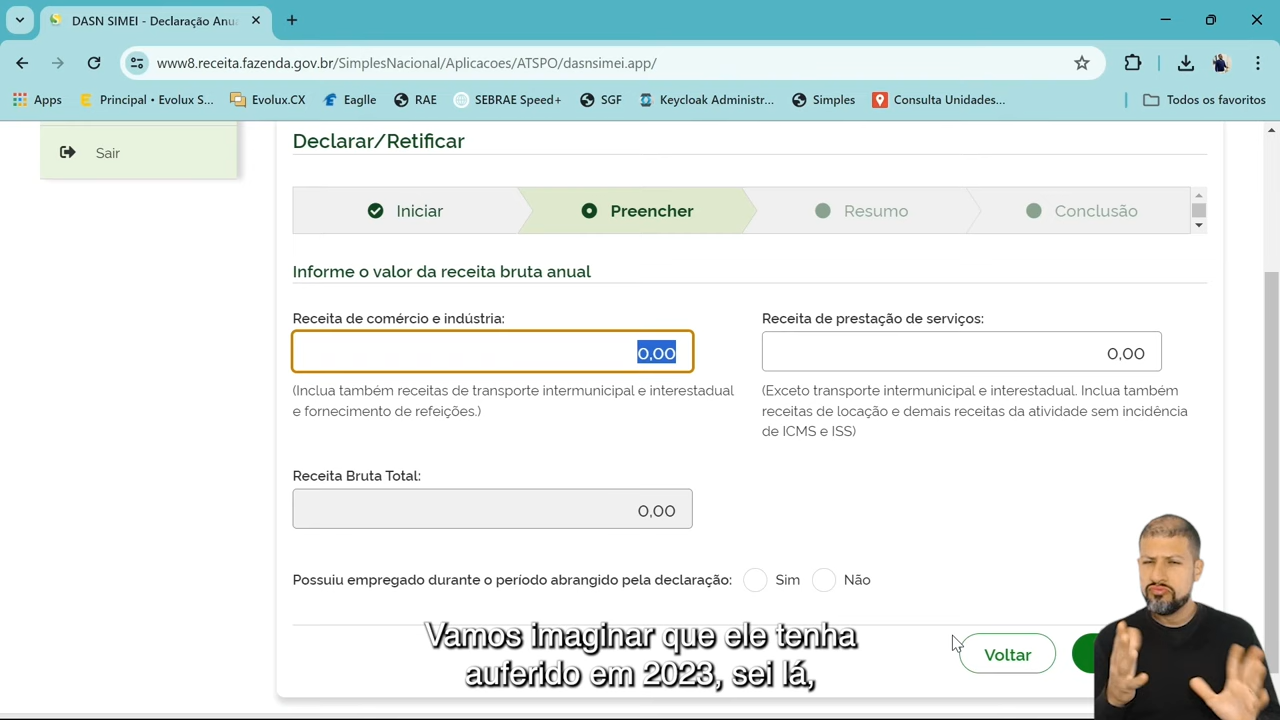 DASN SIMEI - Declaração Anua
www8.receita.fazenda.gov.br/SimplesNacional/Aplicacoes/ATSPO/dasnsimei.app/
Apps
Principal • Evolux S...
Evolux.CX
Eaglle
RAE
SEBRAE Speed+
SGF
Keycloak Administr...
Simples
Consulta Unidades...
Todos os favoritos
Sair
Declarar/Retificar
Iniciar
Preencher
Resumo
Conclusão
Informe o valor da receita bruta anual
Receita de comércio e indústria:
Receita de prestação de serviços:
0,00
0,00
(Inclua também receitas de transporte intermunicipal e interestadual
e fornecimento de refeições.)
(Exceto transporte intermunicipal e interestadual. Inclua também
receitas de locação e demais receitas da atividade sem incidência
de ICMS e ISS)
Receita Bruta Total:
0,00
Possuiu empregado durante o período abrangido pela declaração:
Sim
Não
Voltar
Vamos imaginar que ele tenha
auferido em 2023, sei lá,